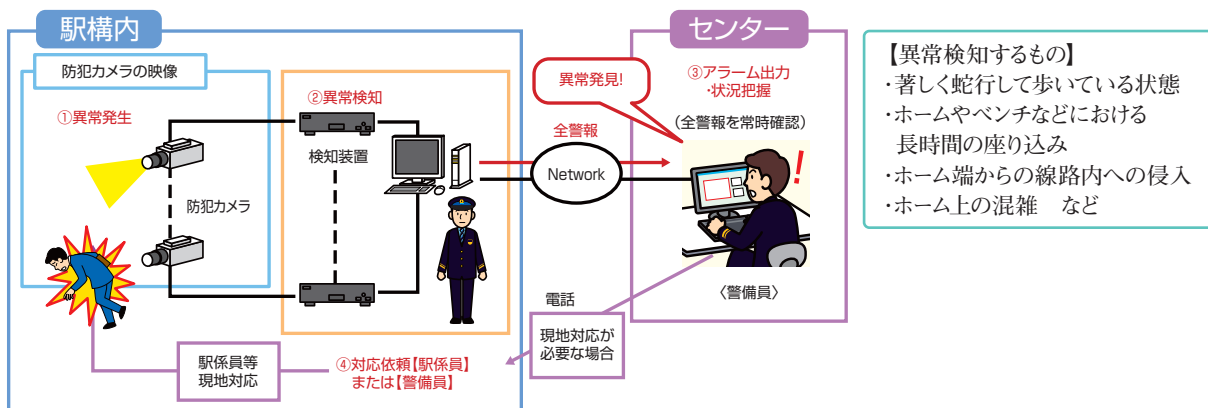 駅構内
防犯カメラの映像
①異常発生
防犯カメラ
②異常検知
検知装置
全警報
Network
センター
異常発見!
③アラーム出力
・状況把握
(全警報を常時確認)
〈警備員〉
電話
現地対応が
必要な場合
④対応依頼【駅係員】
または【警備員】
駅係員等
現地対応
【異常検知するもの】
・著しく蛇行して歩いている状態
・ホームやベンチなどにおける
長時間の座り込み
・ホーム端からの線路内への侵入
・ホーム上の混雑　など